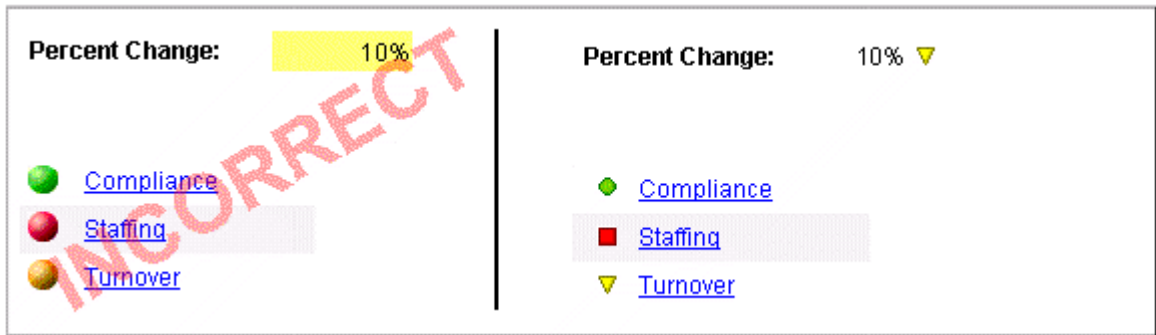 Percent Change: 10%
Compliance
Staffing
Turnover
INCORRECT
Percent Change: 10%
Compliance
Staffing
Turnover